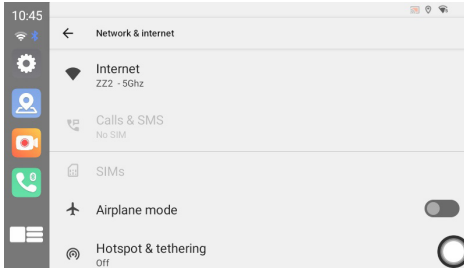 10:45
Network & internet
Internet
ZZ2 - 5Ghz
Calls & SMS
No SIM
SIMs
Airplane mode
Hotspot & tethering
Off